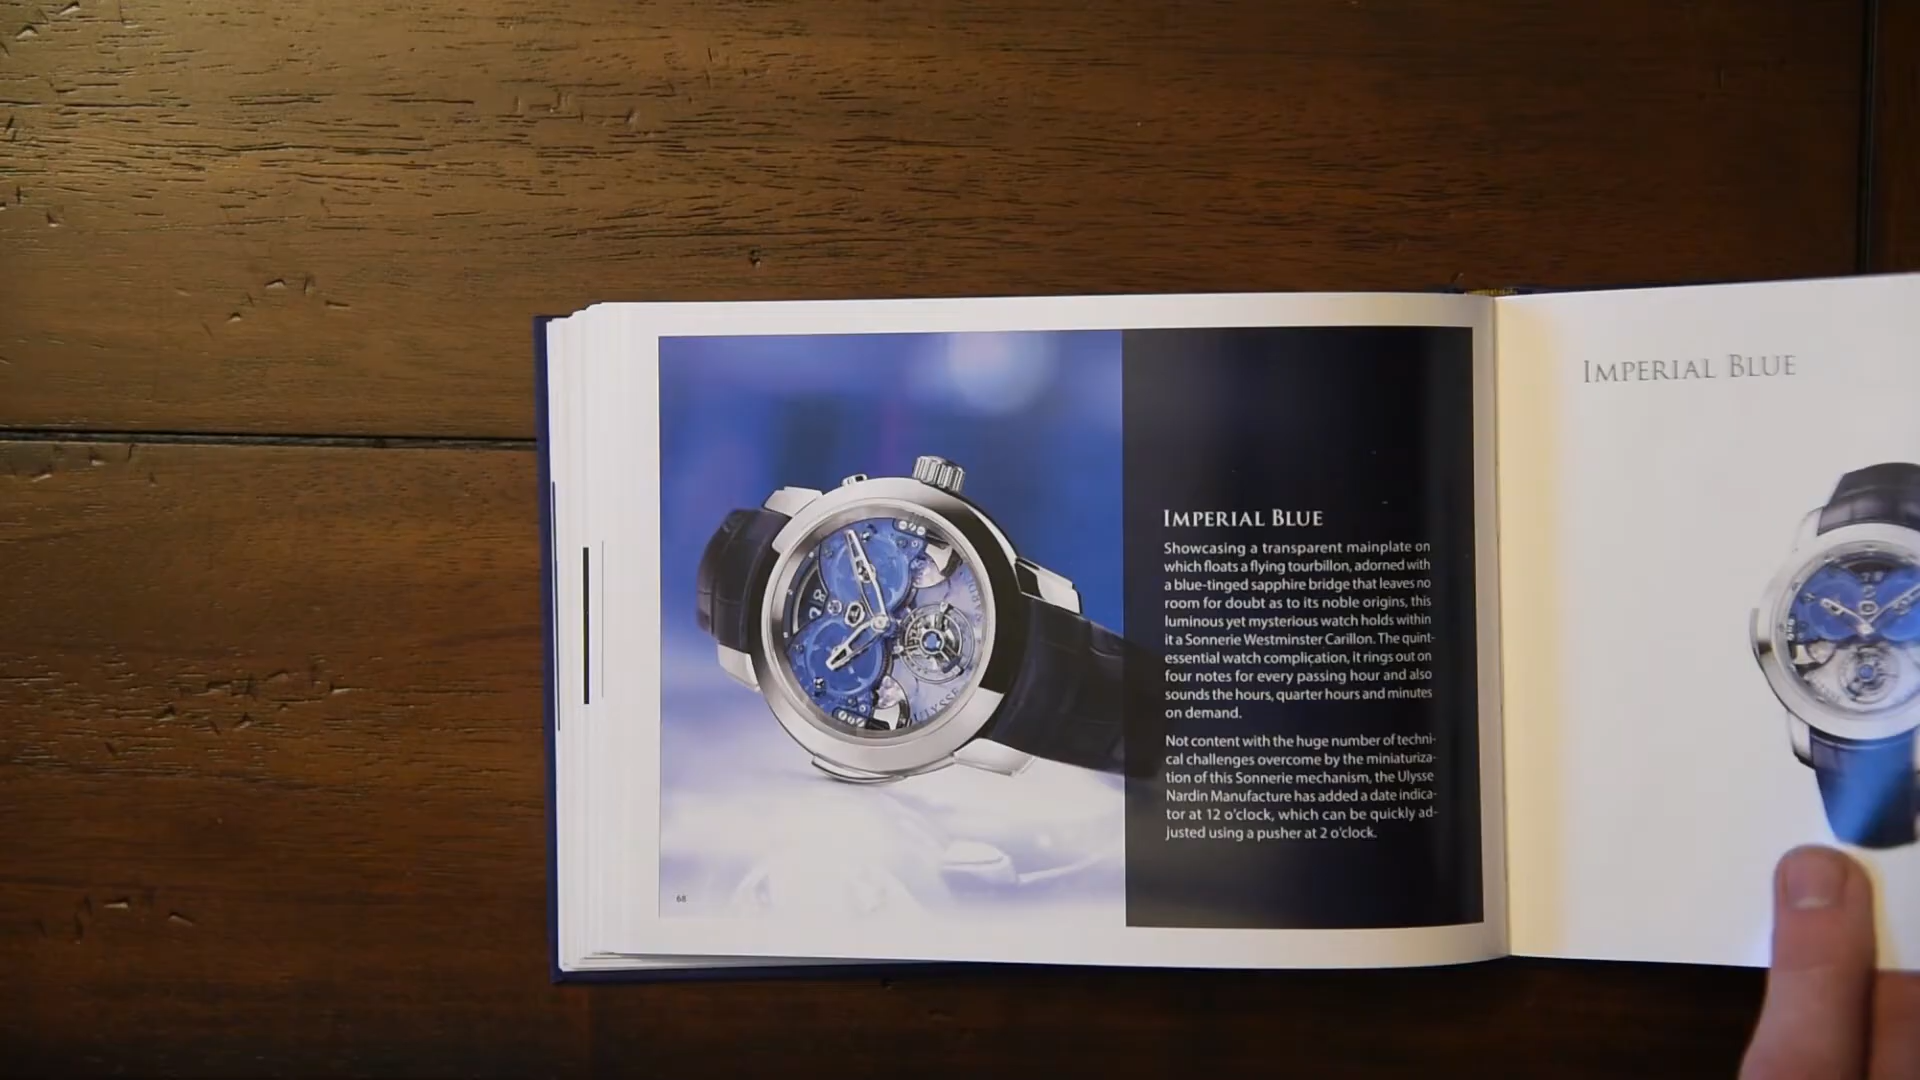 IMPERIAL BLUE
Showcasing a transparent mainplate on
which floats a flying tourbillon, adorned with
a blue-tinged sapphire bridge that leaves no
room for doubt as to its noble origins, this
luminous yet mysterious watch holds within
it a Sonnerie Westminster Carillon. The quint-
essential watch complication, it rings out on
four notes for every passing hour and also
sounds the hours, quarter hours and minutes
on demand.
Not content with the huge number of techni-
cal challenges overcome by the miniaturiza-
tion of this Sonnerie mechanism, the Ulysse
Nardin Manufacture has added a date indica-
tor at 12 o'clock, which can be quickly ad-
justed using a pusher at 2 o'clock.
68
ULYSSE
IMPERIAL BLUE